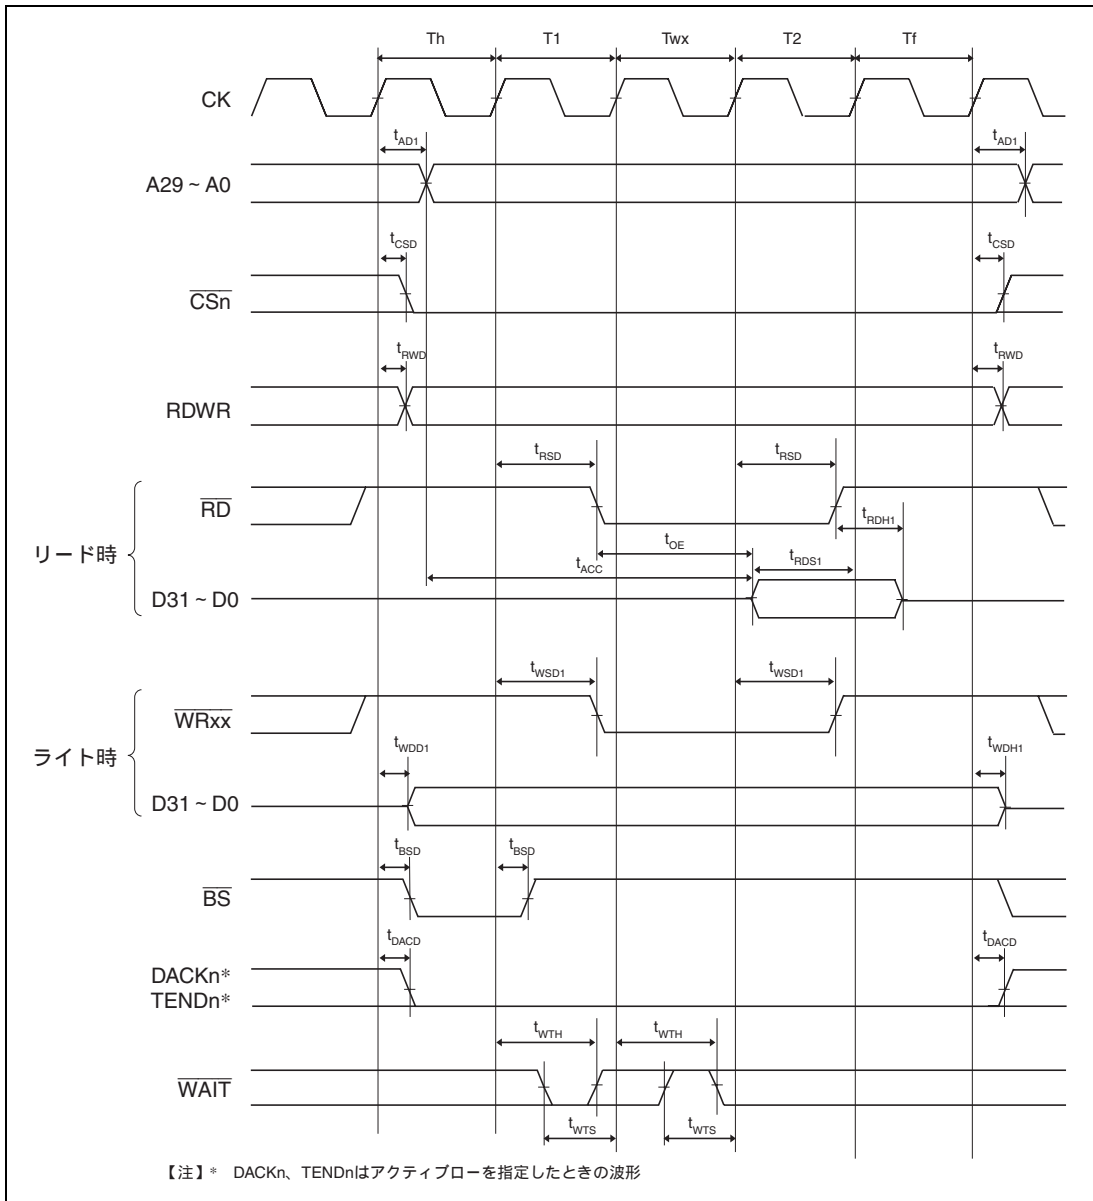 Th T1 Twx T2 Tf
CK
tAD1 tAD1
A29 ~ A0
tCSD tCSD
CSn
tRWD tRWD
RDWR
tRSD tRSD
RD
tRDH1
リード時
tOE
tACC tRDS1
D31 ~ D0
tWSD1 tWSD1
WRxx
ライト時
tWDD1 tWDH1
D31 ~ D0
tBSD tBSD
BS
tDACD tDACD
DACKn*
TENDn*
tWTH tWTH
WAIT
tWTS tWTS
【注】* DACKn、TENDnはアクティブローを指定したときの波形